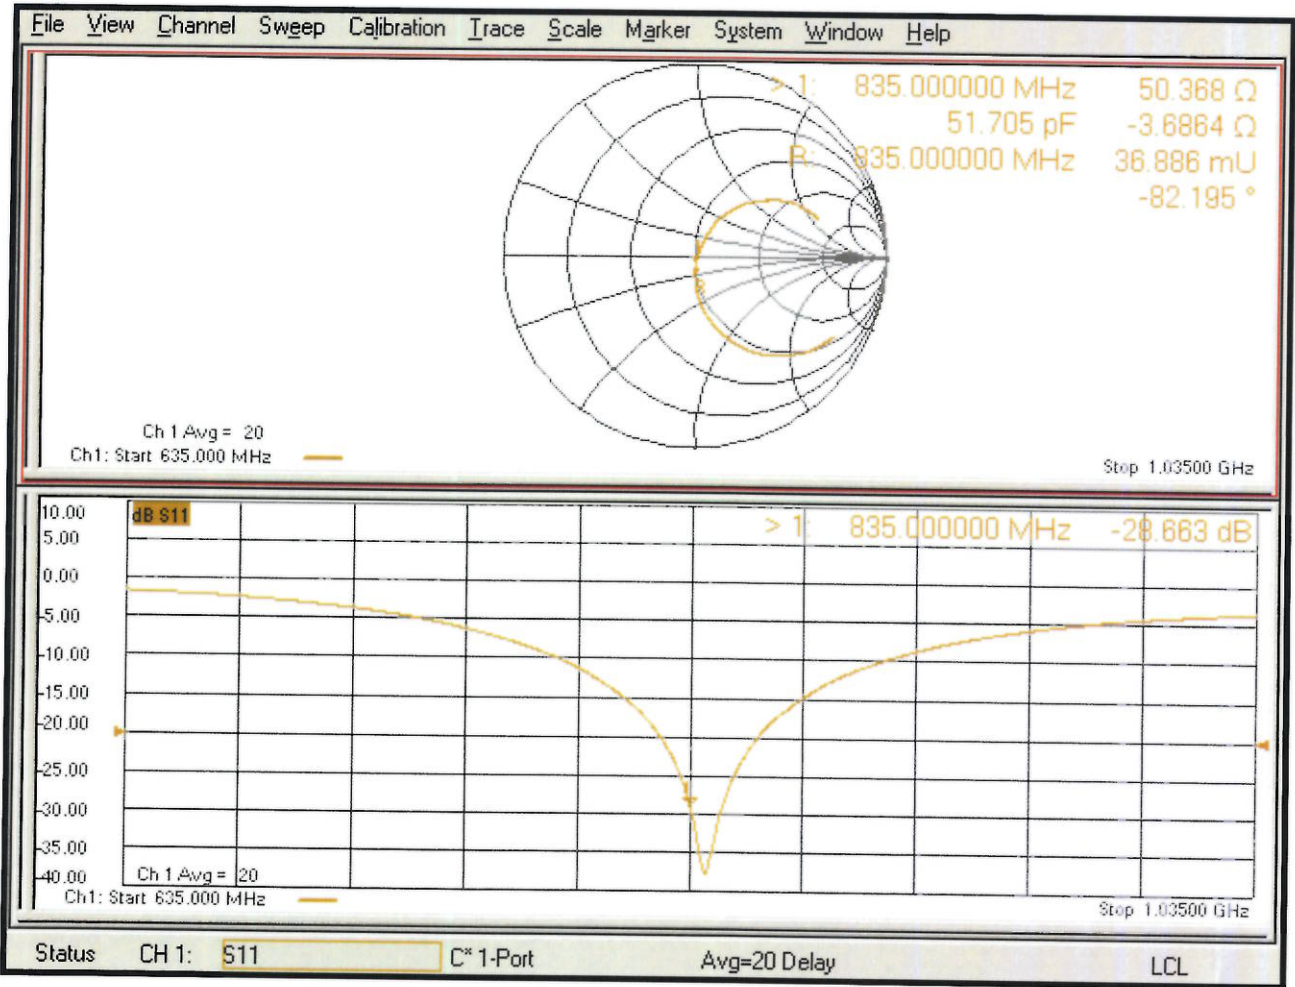 File View Channel Sweep Calibration Trace Scale Marker System Window Help
> 1: 835.000000 MHz 50.368 Ω
51.705 pF -3.6864 Ω
R: 835.000000 MHz 36.886 mU
-82.195 °
Ch 1 Avg = 20
Ch1: Start 635.000 MHz
Stop 1.03500 GHz
10.00
dB S11
> 1: 835.000000 MHz -28.663 dB
5.00
0.00
-5.00
-10.00
-15.00
-20.00
-25.00
-30.00
-35.00
-40.00
Ch 1 Avg = 20
Ch1: Start 635.000 MHz
Stop 1.03500 GHz
Status CH 1: S11 C* 1-Port Avg=20 Delay LCL